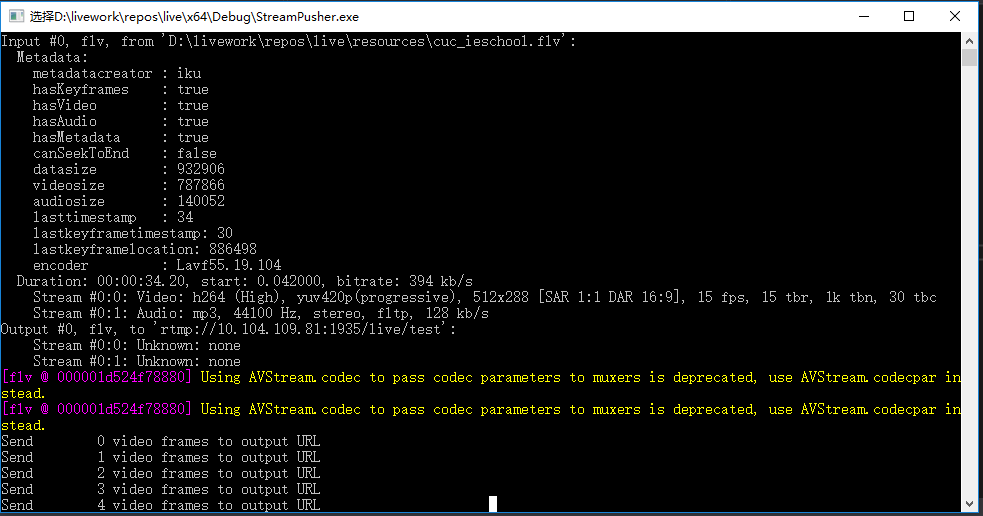 选择D:\livework\repos\live\x64\Debug\StreamPusher.exe
Input #0, flv, from 'D:\livework\repos\live\resources\cuc_ieschool.flv':
  Metadata:
    metadatacreator : iku
    hasKeyframes    : true
    hasVideo        : true
    hasAudio        : true
    hasMetadata     : true
    canSeekToEnd    : false
    datasize        : 932906
    videosize       : 787866
    audiosize       : 140052
    lasttimestamp   : 34
    lastkeyframetimestamp: 30
    lastkeyframelocation: 886498
    encoder         : Lavf55.19.104
  Duration: 00:00:34.20, start: 0.042000, bitrate: 394 kb/s
    Stream #0:0: Video: h264 (High), yuv420p(progressive), 512x288 [SAR 1:1 DAR 16:9], 15 fps, 15 tbr, 1k tbn, 30 tbc
    Stream #0:1: Audio: mp3, 44100 Hz, stereo, fltp, 128 kb/s
Output #0, flv, to 'rtmp://10.104.109.81:1935/live/test':
    Stream #0:0: Unknown: none
    Stream #0:1: Unknown: none
[flv @ 000001d524f78880] Using AVStream.codec to pass codec parameters to muxers is deprecated, use AVStream.codecpar in
stead.
[flv @ 000001d524f78880] Using AVStream.codec to pass codec parameters to muxers is deprecated, use AVStream.codecpar in
stead.
Send        0 video frames to output URL
Send        1 video frames to output URL
Send        2 video frames to output URL
Send        3 video frames to output URL
Send        4 video frames to output URL